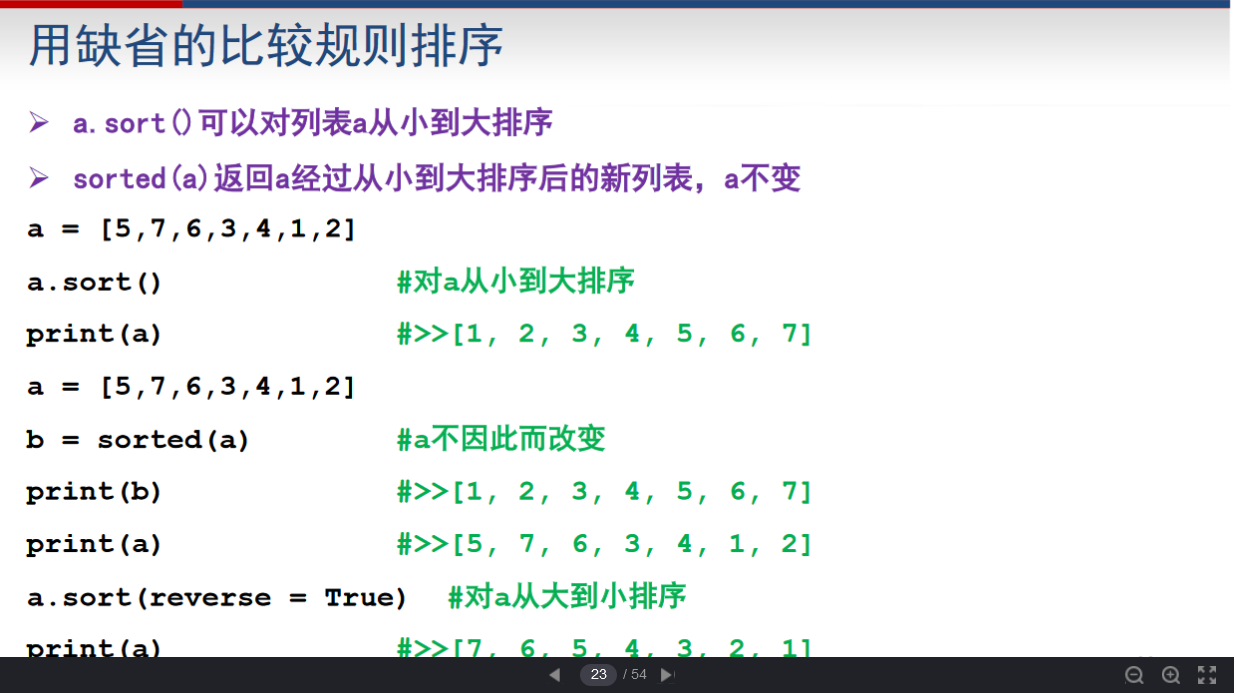 用缺省的比较规则排序
➢ a.sort()可以对列表a从小到大排序
➢ sorted(a)返回a经过从小到大排序后的新列表，a不变
a = [5,7,6,3,4,1,2]
a.sort() #对a从小到大排序
print(a) #>>[1, 2, 3, 4, 5, 6, 7]
a = [5,7,6,3,4,1,2]
b = sorted(a) #a不因此而改变
print(b) #>>[1, 2, 3, 4, 5, 6, 7]
print(a) #>>[5, 7, 6, 3, 4, 1, 2]
a.sort(reverse = True) #对a从大到小排序
print(a) #>>[7, 6, 5, 4, 3, 2, 1]
23 / 54